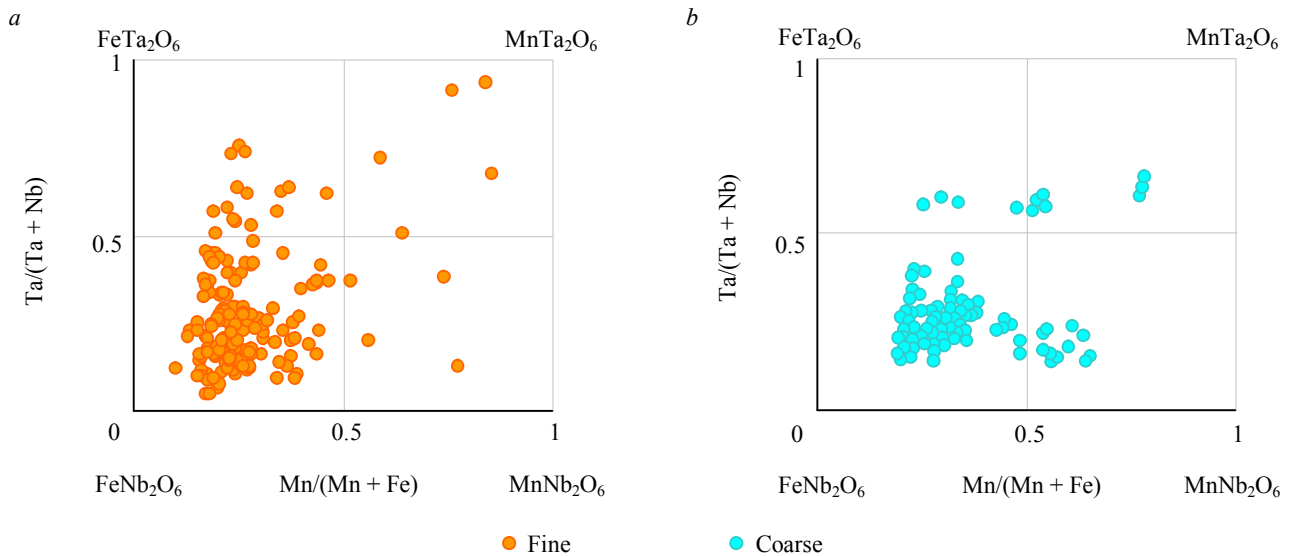 a
FeTa₂O₆ MnTa₂O₆
1
Ta/(Ta + Nb)
0.5
0 0.5 1
FeNb₂O₆ Mn/(Mn + Fe) MnNb₂O₆
b
FeTa₂O₆ MnTa₂O₆
1
Ta/(Ta + Nb)
0.5
0 0.5 1
FeNb₂O₆ Mn/(Mn + Fe) MnNb₂O₆
Fine Coarse